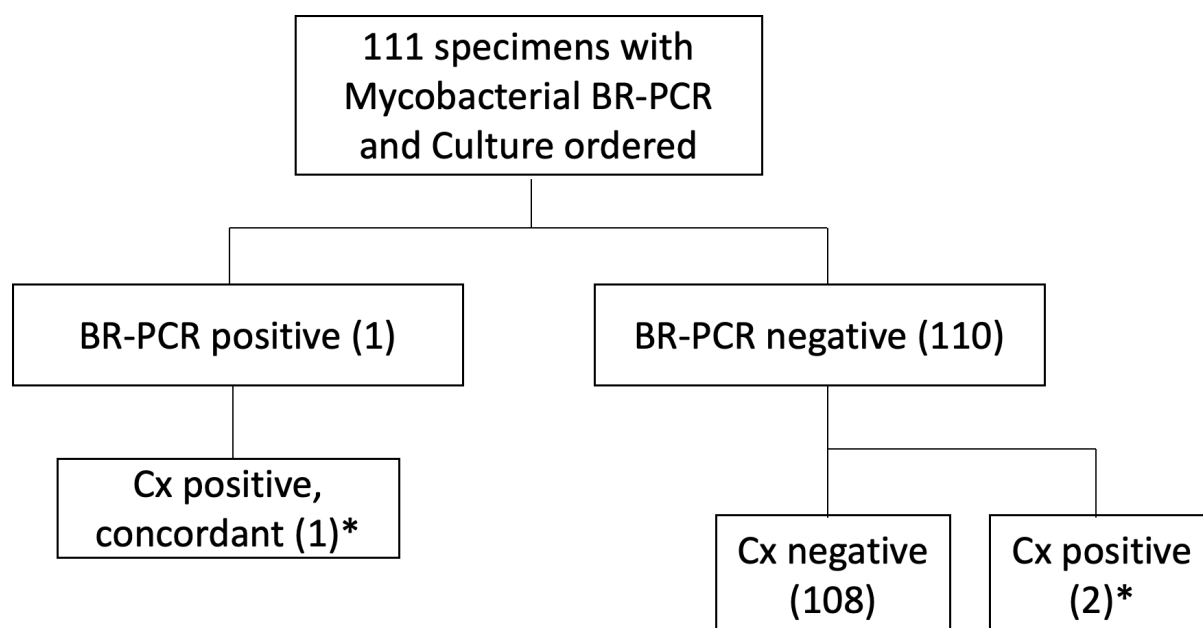 111 specimens with
Mycobacterial BR-PCR
and Culture ordered
BR-PCR positive (1)
BR-PCR negative (110)
Cx positive,
concordant (1)*
Cx negative
(108)
Cx positive
(2)*